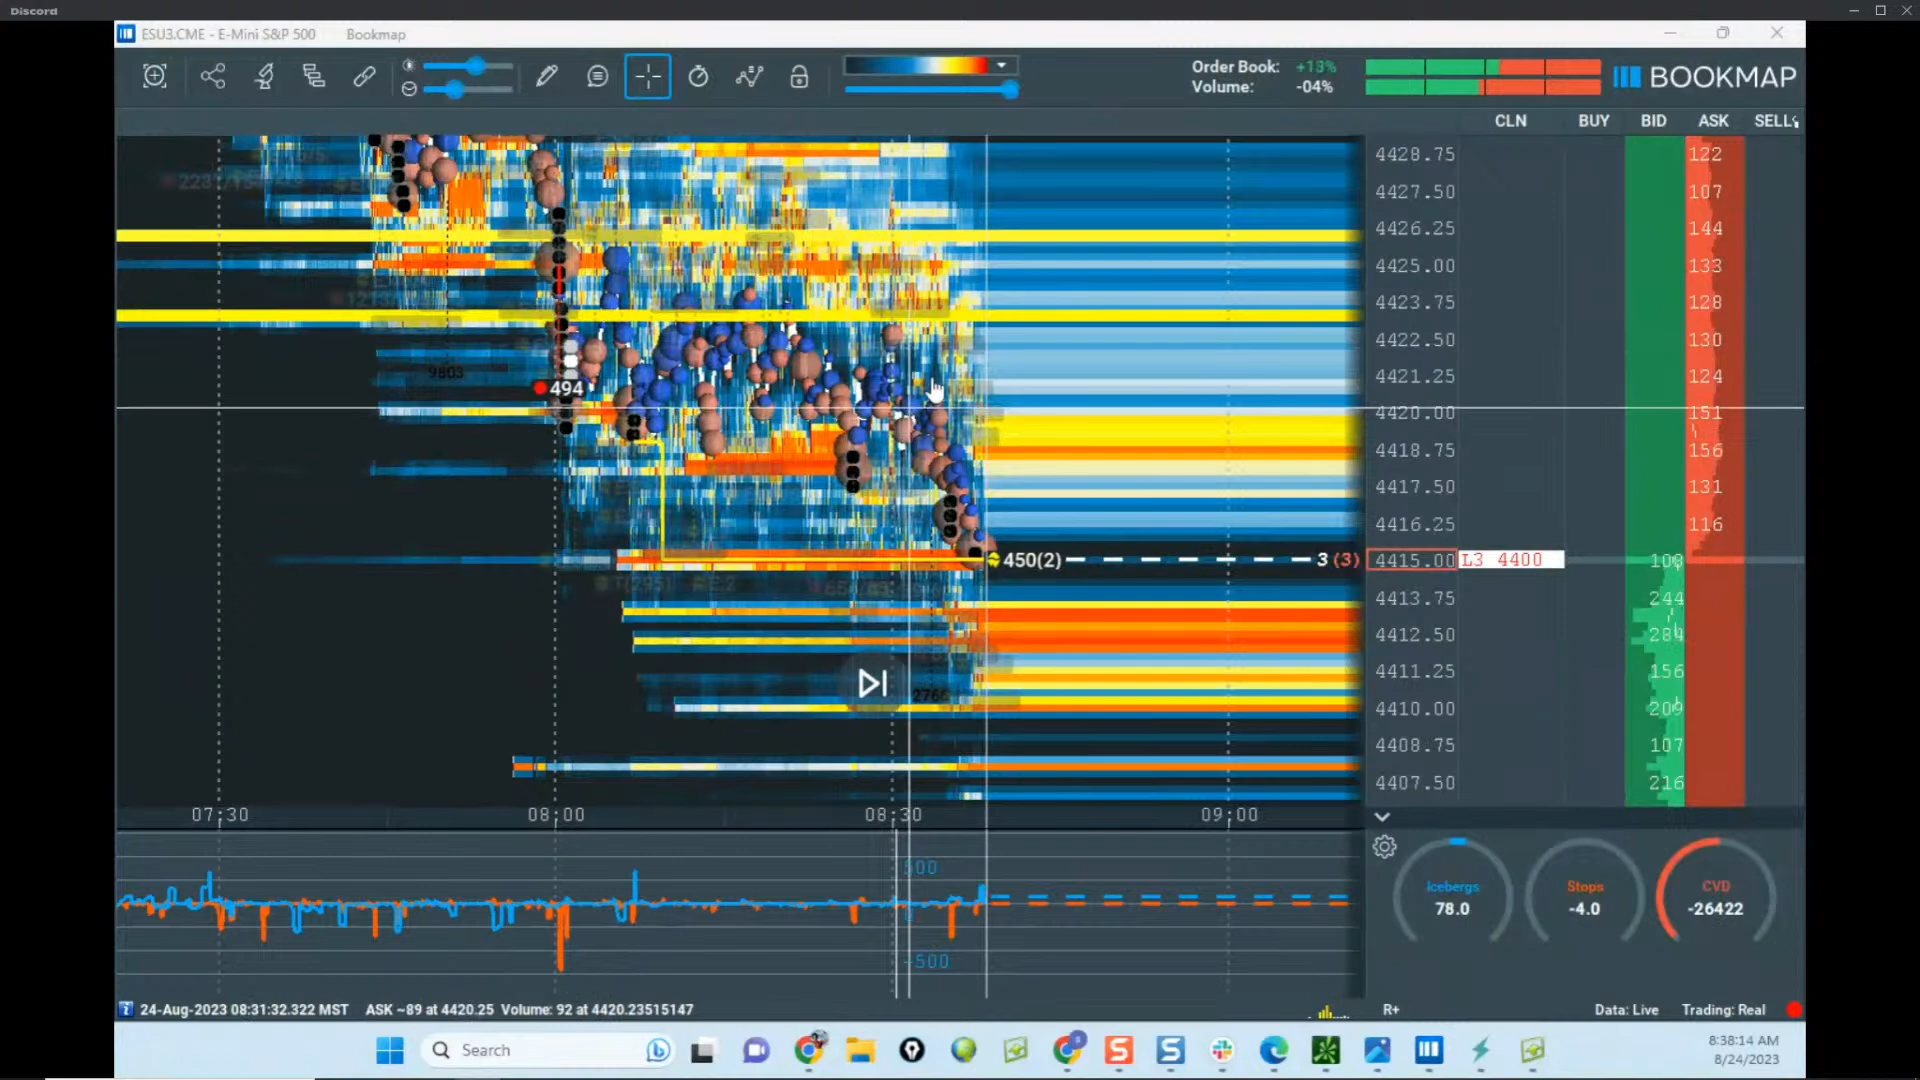 Discord
ESU3.CME - E-Mini S&P 500 Bookmap
Order Book: +13%
Volume: -04%
BOOKMAP
CLN BUY BID ASK SELL
4428.75 122
4427.50 107
4426.25 144
4425.00 133
4423.75 128
4422.50 130
9803
4421.25 124
494
4420.00 151
4418.75 156
4417.50 131
4416.25 116
450(2) 3 (3) 4415.00 L3 4400 108
4413.75 244
4412.50 284
4411.25 156
4410.00 209
4408.75 107
4407.50 216
07:30 08:00 08:30 09:00
500
-500
Icebergs
78.0
Stops
-4.0
CVD
-26422
24-Aug-2023 08:31:32.322 MST ASK ~89 at 4420.25 Volume: 92 at 4420.23515147
R+
Data: Live Trading: Real
Search
8:38:14 AM
8/24/2023